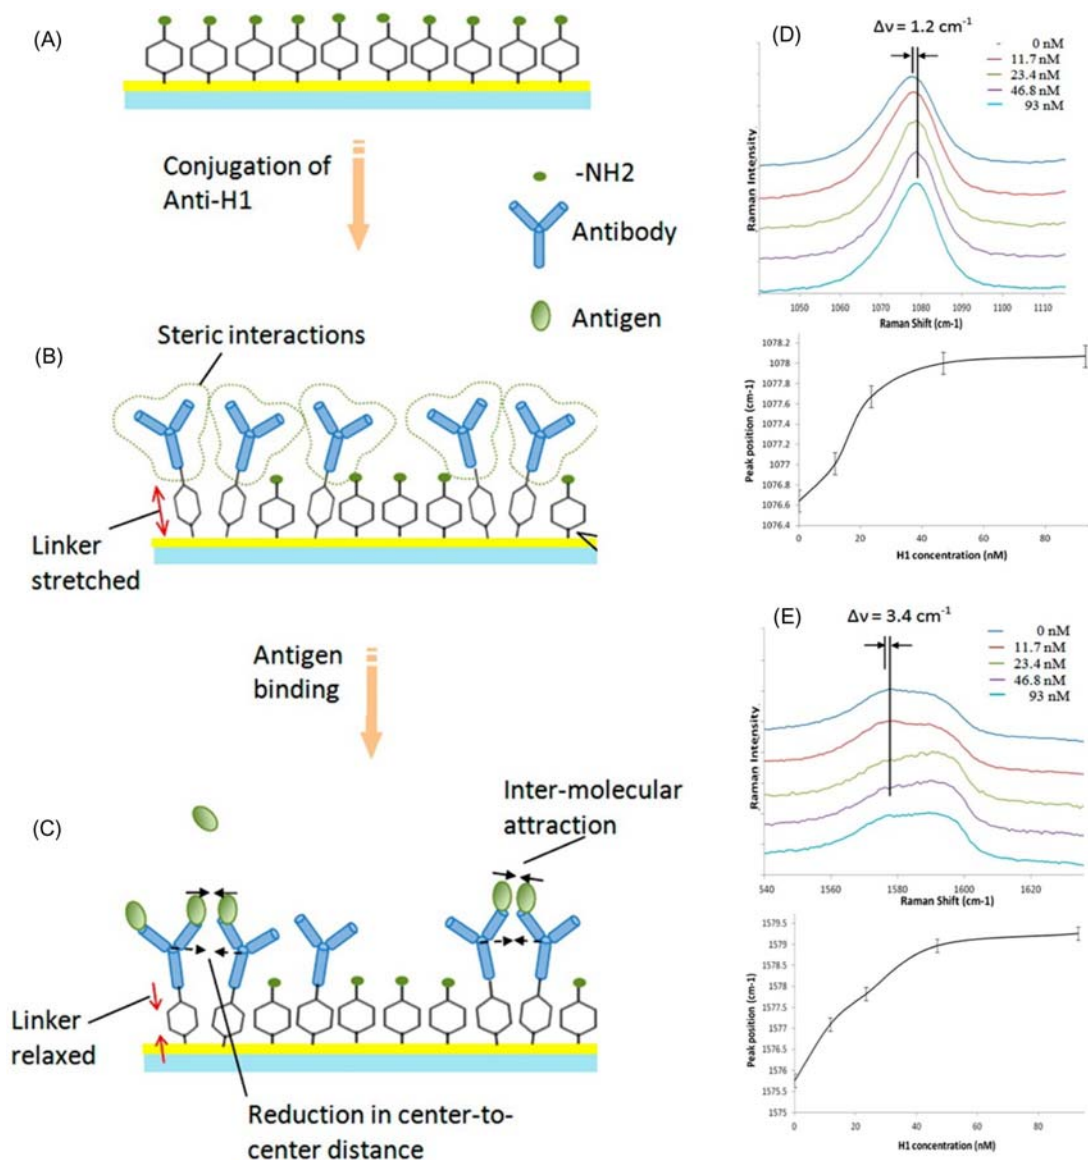 (A)
Conjugation of
Anti-H1
-NH2
Antibody
Antigen
(B)
Steric interactions
Linker
stretched
Antigen
binding
(C)
Inter-molecular
attraction
Linker
relaxed
Reduction in center-to-
center distance
(D)
Δν = 1.2 cm-1
0 nM
11.7 nM
23.4 nM
46.8 nM
93 nM
Raman Intensity
1050 1060 1070 1080 1090 1100 1110
Raman Shift (cm-1)
Peak position (cm-1)
1078.2
1078
1077.8
1077.6
1077.4
1077.2
1077
1076.8
1076.6
1076.4
0 20 40 60 80
H1 concentration (nM)
(E)
Δν = 3.4 cm-1
0 nM
11.7 nM
23.4 nM
46.8 nM
93 nM
Raman Intensity
540 1560 1580 1600 1620
Raman Shift (cm-1)
Peak position (cm-1)
1579.5
1579
1578.5
1578
1577.5
1577
1576.5
1576
1575.5
1575
0 20 40 60 80
H1 concentration (nM)